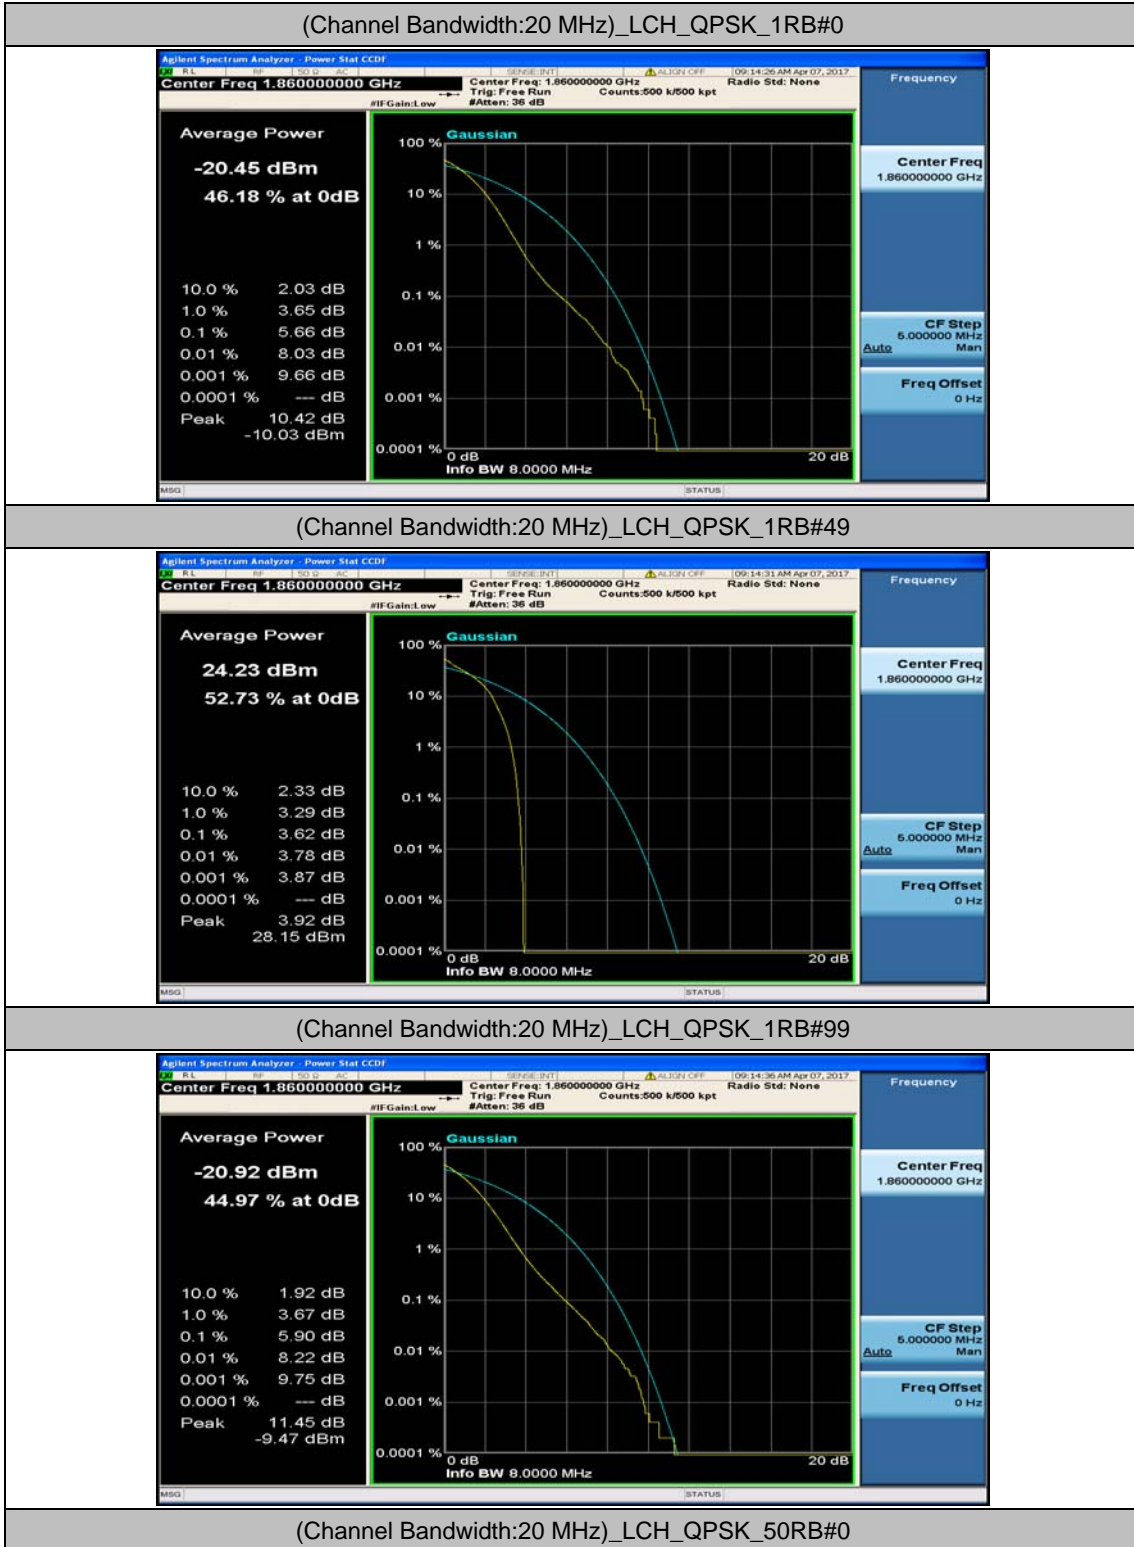 (Channel Bandwidth:20 MHz)_LCH_QPSK_1RB#0
Agilent Spectrum Analyzer - Power Stat CCDF
RL RF 50 Ω AC SENSE:INT ALIGN OFF 09:14:26 AM Apr 07, 2017
Center Freq 1.860000000 GHz
Center Freq: 1.860000000 GHz Radio Std: None
Trig: Free Run Counts:500 k/500 kpt
#IFGain:Low #Atten: 36 dB
Frequency
Average Power
-20.45 dBm
46.18 % at 0dB
10.0 % 2.03 dB
1.0 % 3.65 dB
0.1 % 5.66 dB
0.01 % 8.03 dB
0.001 % 9.66 dB
0.0001 % --- dB
Peak 10.42 dB
-10.03 dBm
Gaussian
100 %
10 %
1 %
0.1 %
0.01 %
0.001 %
0.0001 %
0 dB 20 dB
Info BW 8.0000 MHz
Center Freq
1.860000000 GHz
CF Step
5.000000 MHz
Auto Man
Freq Offset
0 Hz
MSG STATUS
(Channel Bandwidth:20 MHz)_LCH_QPSK_1RB#49
Agilent Spectrum Analyzer - Power Stat CCDF
RL RF 50 Ω AC SENSE:INT ALIGN OFF 09:14:31 AM Apr 07, 2017
Center Freq 1.860000000 GHz
Center Freq: 1.860000000 GHz Radio Std: None
Trig: Free Run Counts:500 k/500 kpt
#IFGain:Low #Atten: 36 dB
Frequency
Average Power
24.23 dBm
52.73 % at 0dB
10.0 % 2.33 dB
1.0 % 3.29 dB
0.1 % 3.62 dB
0.01 % 3.78 dB
0.001 % 3.87 dB
0.0001 % --- dB
Peak 3.92 dB
28.15 dBm
Gaussian
100 %
10 %
1 %
0.1 %
0.01 %
0.001 %
0.0001 %
0 dB 20 dB
Info BW 8.0000 MHz
Center Freq
1.860000000 GHz
CF Step
5.000000 MHz
Auto Man
Freq Offset
0 Hz
MSG STATUS
(Channel Bandwidth:20 MHz)_LCH_QPSK_1RB#99
Agilent Spectrum Analyzer - Power Stat CCDF
RL RF 50 Ω AC SENSE:INT ALIGN OFF 09:14:36 AM Apr 07, 2017
Center Freq 1.860000000 GHz
Center Freq: 1.860000000 GHz Radio Std: None
Trig: Free Run Counts:500 k/500 kpt
#IFGain:Low #Atten: 36 dB
Frequency
Average Power
-20.92 dBm
44.97 % at 0dB
10.0 % 1.92 dB
1.0 % 3.67 dB
0.1 % 5.90 dB
0.01 % 8.22 dB
0.001 % 9.75 dB
0.0001 % --- dB
Peak 11.45 dB
-9.47 dBm
Gaussian
100 %
10 %
1 %
0.1 %
0.01 %
0.001 %
0.0001 %
0 dB 20 dB
Info BW 8.0000 MHz
Center Freq
1.860000000 GHz
CF Step
5.000000 MHz
Auto Man
Freq Offset
0 Hz
MSG STATUS
(Channel Bandwidth:20 MHz)_LCH_QPSK_50RB#0